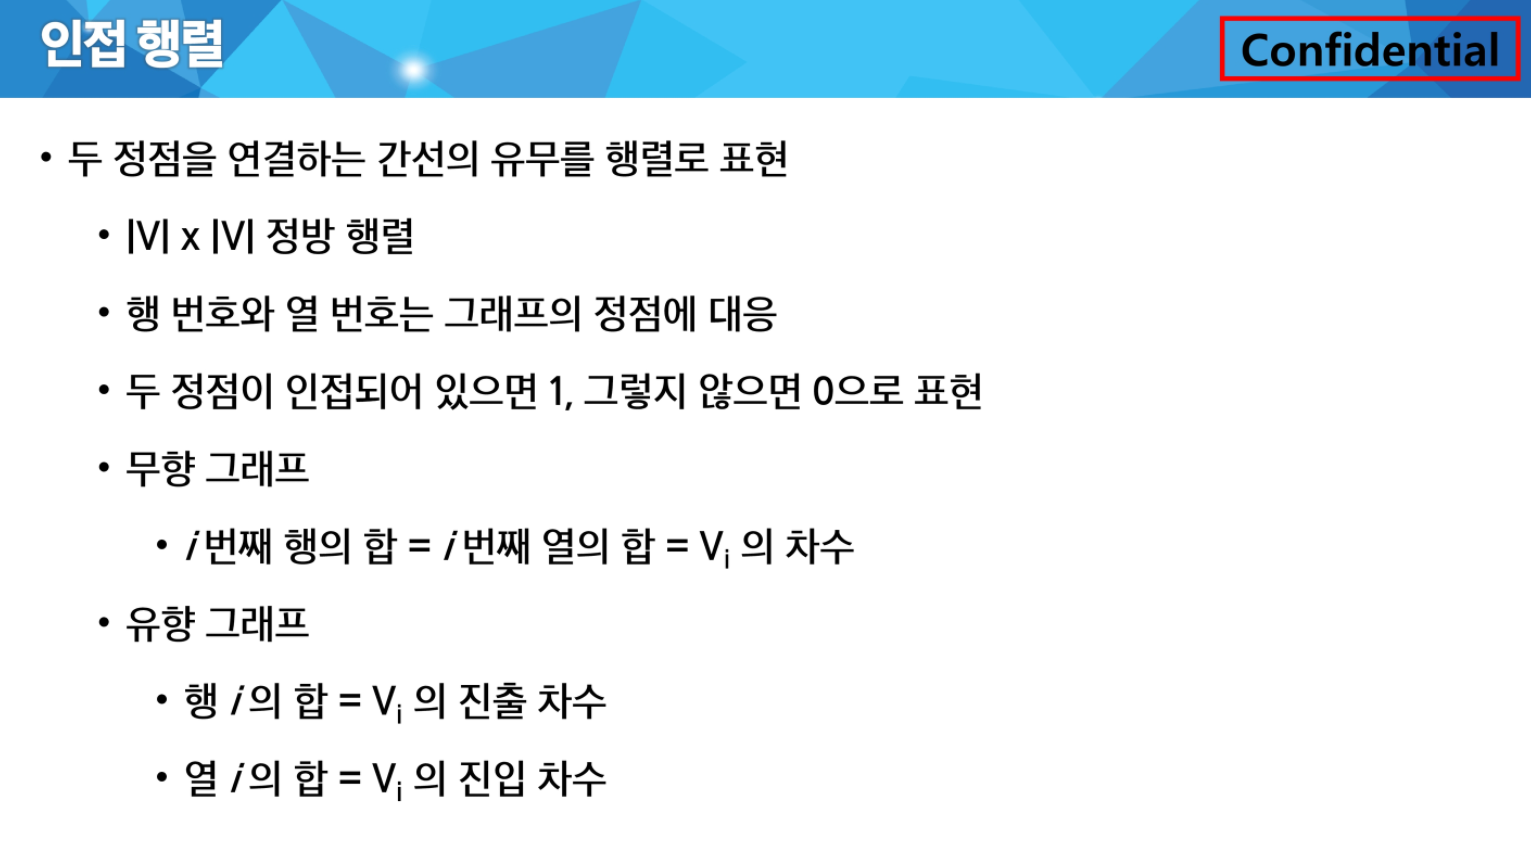 인접 행렬
Confidential
• 두 정점을 연결하는 간선의 유무를 행렬로 표현
• |V| x |V| 정방 행렬
• 행 번호와 열 번호는 그래프의 정점에 대응
• 두 정점이 인접되어 있으면 1, 그렇지 않으면 0으로 표현
• 무향 그래프
• i 번째 행의 합 = i 번째 열의 합 = Vi 의 차수
• 유향 그래프
• 행 i 의 합 = Vi 의 진출 차수
• 열 i 의 합 = Vi 의 진입 차수